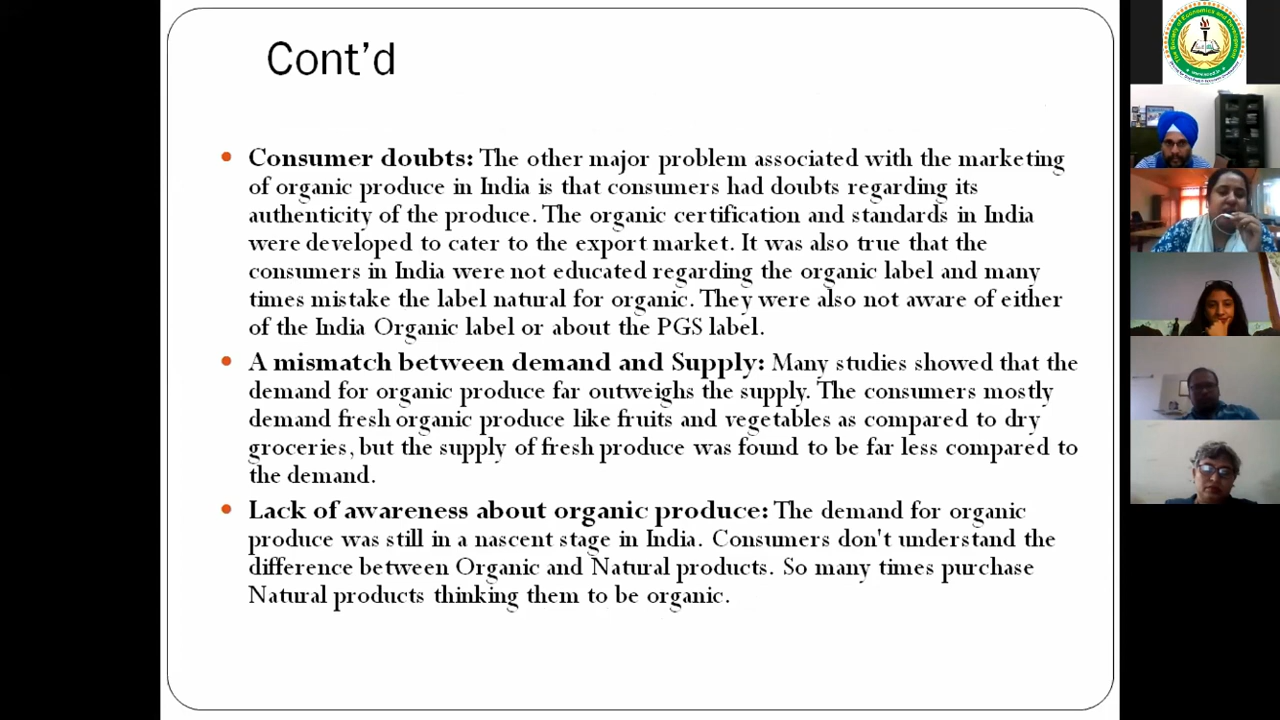 Cont’d
• Consumer doubts: The other major problem associated with the marketing
of organic produce in India is that consumers had doubts regarding its
authenticity of the produce. The organic certification and standards in India
were developed to cater to the export market. It was also true that the
consumers in India were not educated regarding the organic label and many
times mistake the label natural for organic. They were also not aware of either
of the India Organic label or about the PGS label.
• A mismatch between demand and Supply: Many studies showed that the
demand for organic produce far outweighs the supply. The consumers mostly
demand fresh organic produce like fruits and vegetables as compared to dry
groceries, but the supply of fresh produce was found to be far less compared to
the demand.
• Lack of awareness about organic produce: The demand for organic
produce was still in a nascent stage in India. Consumers don't understand the
difference between Organic and Natural products. So many times purchase
Natural products thinking them to be organic.
The Society of Economics and Development